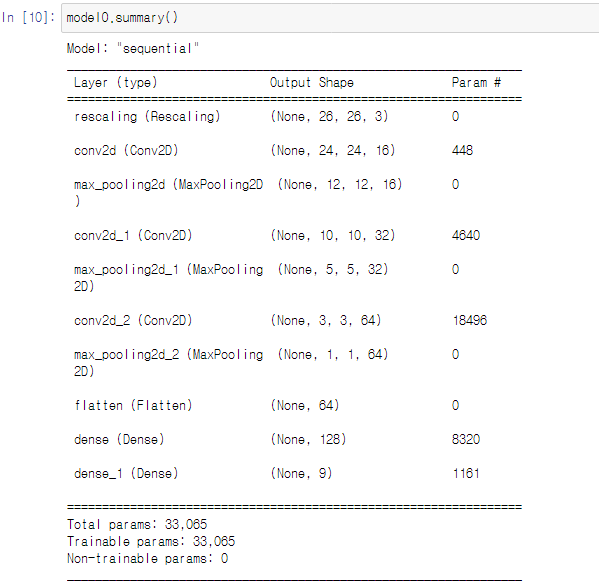 In [10]: model0.summary()
Model: "sequential"
Layer (type) Output Shape Param #
=================================================================
rescaling (Rescaling) (None, 26, 26, 3) 0
conv2d (Conv2D) (None, 24, 24, 16) 448
max_pooling2d (MaxPooling2D (None, 12, 12, 16) 0
)
conv2d_1 (Conv2D) (None, 10, 10, 32) 4640
max_pooling2d_1 (MaxPooling (None, 5, 5, 32) 0
2D)
conv2d_2 (Conv2D) (None, 3, 3, 64) 18496
max_pooling2d_2 (MaxPooling (None, 1, 1, 64) 0
2D)
flatten (Flatten) (None, 64) 0
dense (Dense) (None, 128) 8320
dense_1 (Dense) (None, 9) 1161
=================================================================
Total params: 33,065
Trainable params: 33,065
Non-trainable params: 0